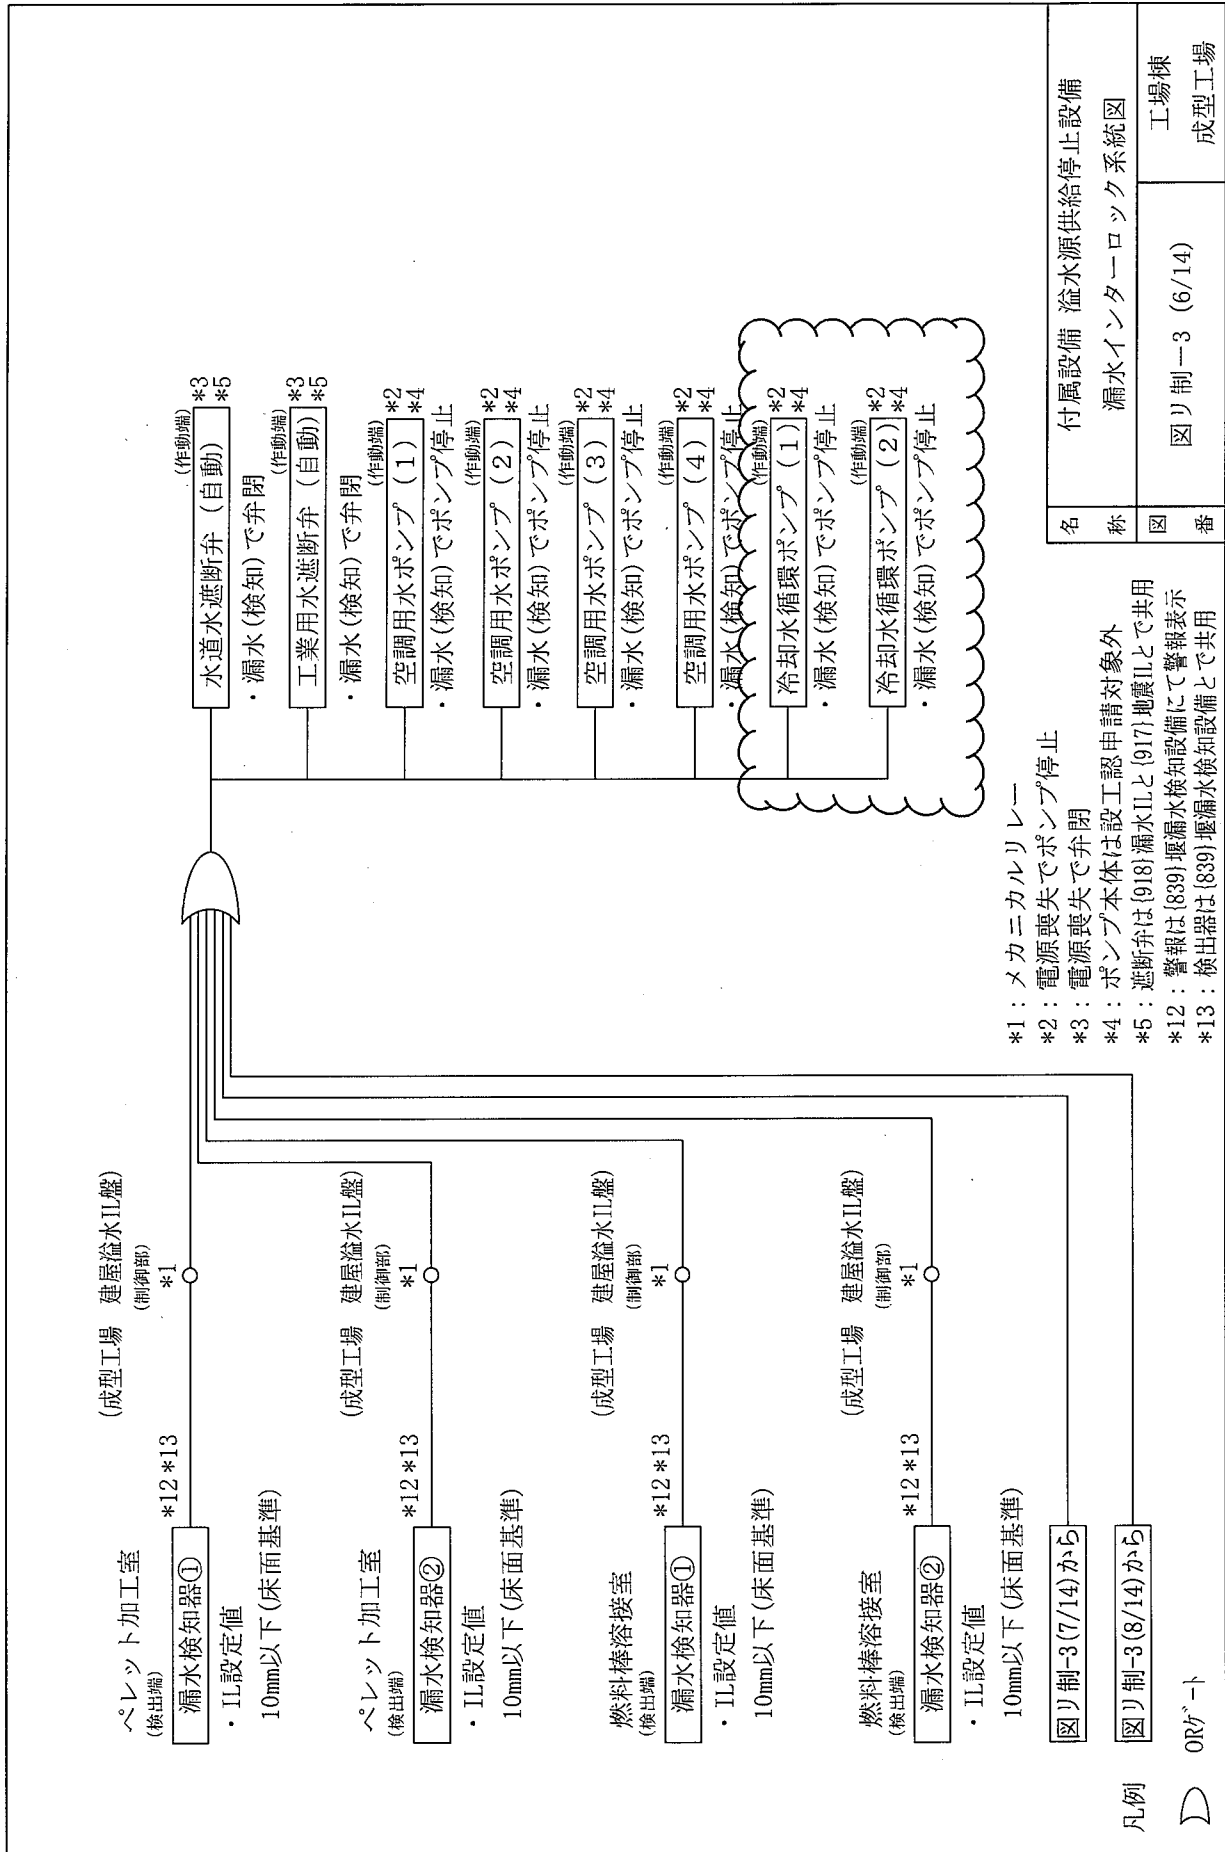 ペレット加工室
(検出端)
漏水検知器①
*12 *13
・IL設定値
10mm以下(床面基準)
(成型工場 建屋溢水IL盤)
(制御部)
*1
ペレット加工室
(検出端)
漏水検知器②
*12 *13
・IL設定値
10mm以下(床面基準)
(成型工場 建屋溢水IL盤)
(制御部)
*1
燃料棒溶接室
(検出端)
漏水検知器①
*12 *13
・IL設定値
10mm以下(床面基準)
(成型工場 建屋溢水IL盤)
(制御部)
*1
燃料棒溶接室
(検出端)
漏水検知器②
*12 *13
・IL設定値
10mm以下(床面基準)
(成型工場 建屋溢水IL盤)
(制御部)
*1
図リ制-3(7/14)から
図リ制-3(8/14)から
凡例
ORゲート
(作動端)
水道水遮断弁(自動)
*3
*5
・漏水(検知)で弁閉
(作動端)
工業用水遮断弁(自動)
*3
*5
・漏水(検知)で弁閉
(作動端)
空調用水ポンプ(1)
*2
*4
・漏水(検知)でポンプ停止
(作動端)
空調用水ポンプ(2)
*2
*4
・漏水(検知)でポンプ停止
(作動端)
空調用水ポンプ(3)
*2
*4
・漏水(検知)でポンプ停止
(作動端)
空調用水ポンプ(4)
*2
*4
・漏水(検知)でポンプ停止
(作動端)
冷却水循環ポンプ(1)
*2
*4
・漏水(検知)でポンプ停止
(作動端)
冷却水循環ポンプ(2)
*2
*4
・漏水(検知)でポンプ停止
*1:メカニカルリレー
*2:電源喪失でポンプ停止
*3:電源喪失で弁閉
*4:ポンプ本体は設工認申請対象外
*5:遮断弁は{918}漏水ILと{917}地震ILとで共用
*12:警報は{839}堰漏水検知設備にて警報表示
*13:検出器は{839}堰漏水検知設備とで共用
名称
付属設備 溢水源供給停止設備
漏水インターロック系統図
図番
図リ制-3 (6/14)
工場棟
成型工場